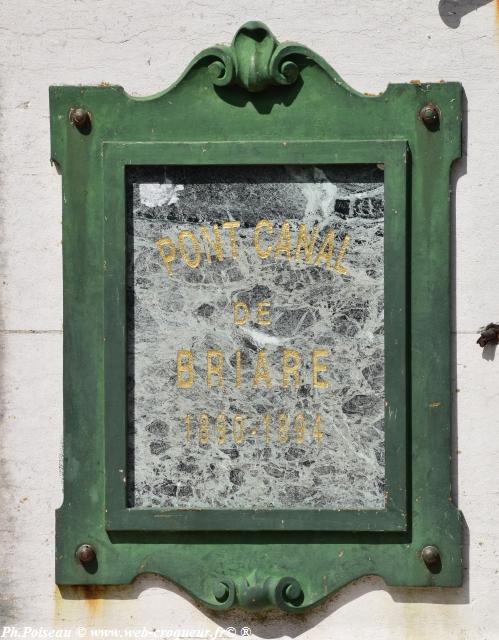 PONT CANAL
DE
BRIARE
1890-1894
Ph:Poiseau © ~ www.web-croqueur.fr® ®